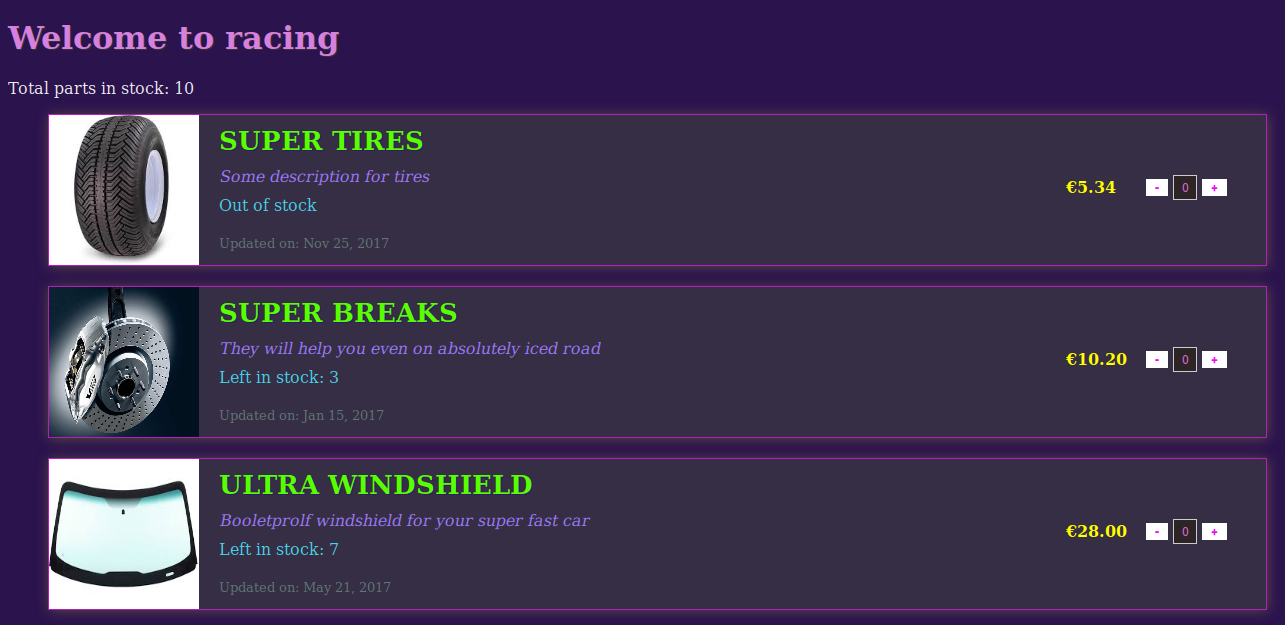 Welcome to racing
Total parts in stock: 10
SUPER TIRES
Some description for tires
Out of stock
Updated on: Nov 25, 2017
€5.34 - 0 +
SUPER BREAKS
They will help you even on absolutely iced road
Left in stock: 3
Updated on: Jan 15, 2017
€10.20 - 0 +
ULTRA WINDSHIELD
Booletprolf windshield for your super fast car
Left in stock: 7
Updated on: May 21, 2017
€28.00 - 0 +